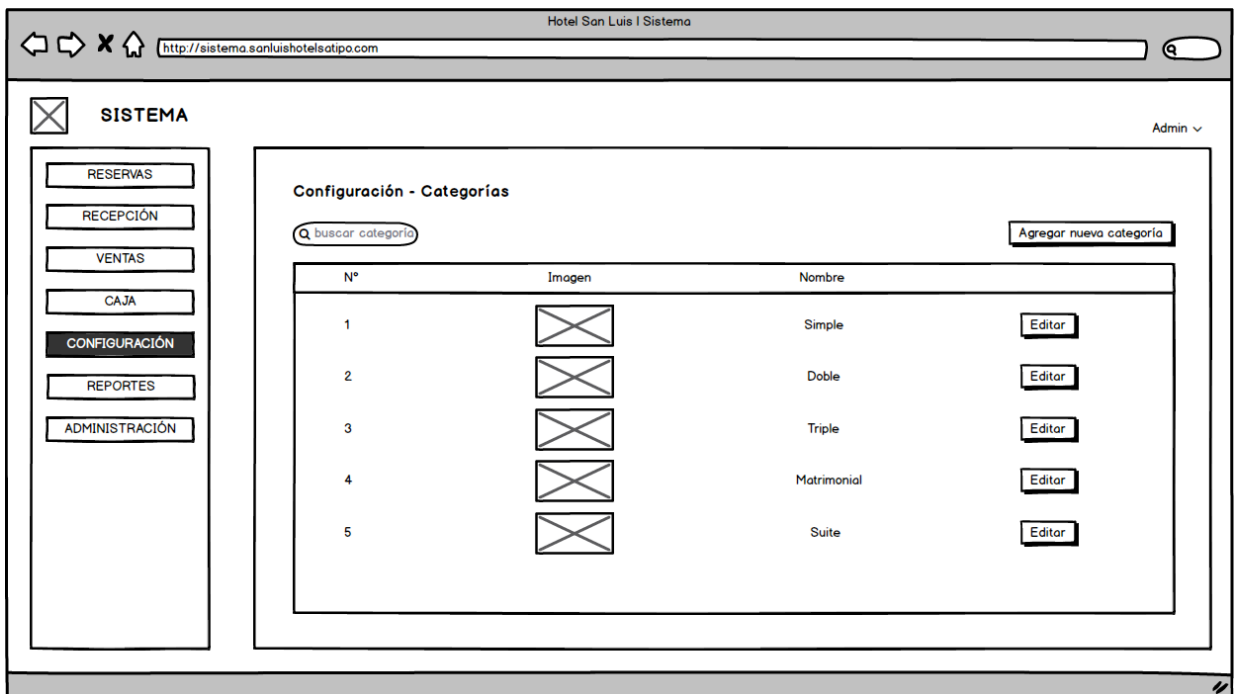 Hotel San Luis | Sistema
http://sistema.sanluishotelsatipo.com
SISTEMA
Admin
RESERVAS
RECEPCIÓN
VENTAS
CAJA
CONFIGURACIÓN
REPORTES
ADMINISTRACIÓN
Configuración - Categorías
buscar categoría
Agregar nueva categoría
N° Imagen Nombre
1 Simple Editar
2 Doble Editar
3 Triple Editar
4 Matrimonial Editar
5 Suite Editar